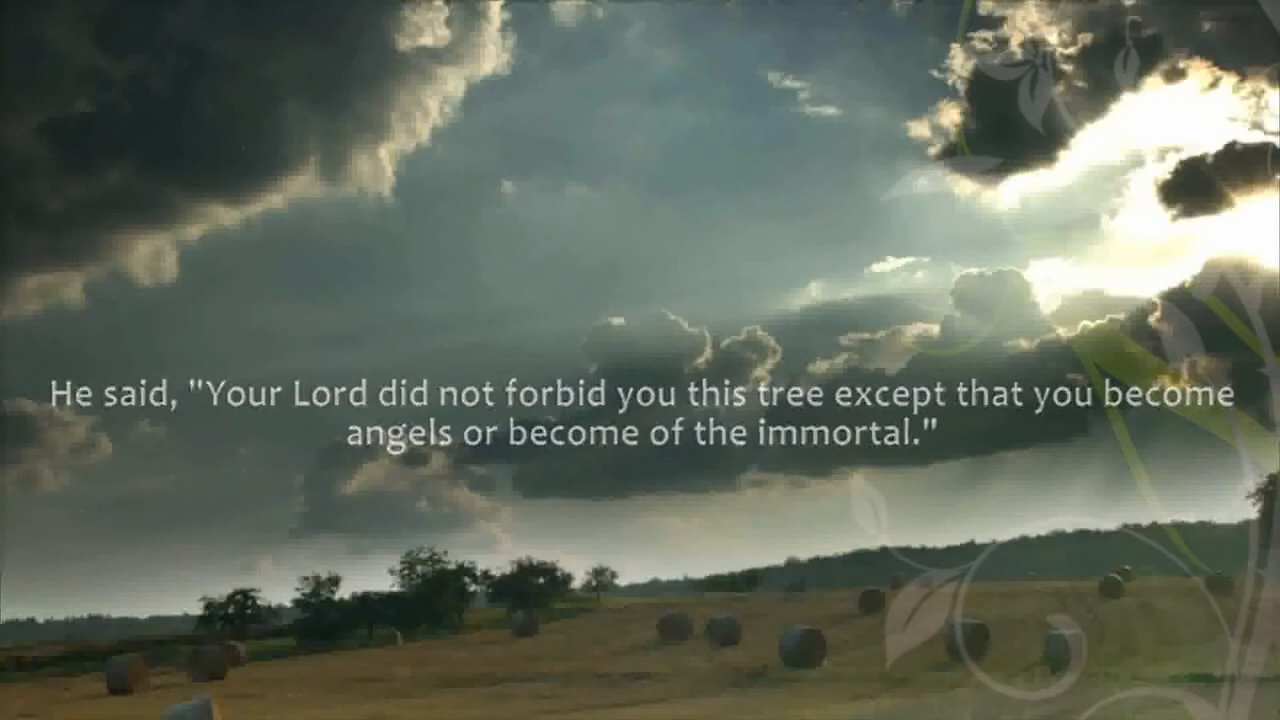 He said, "Your Lord did not forbid you this tree except that you become
angels or become of the immortal."